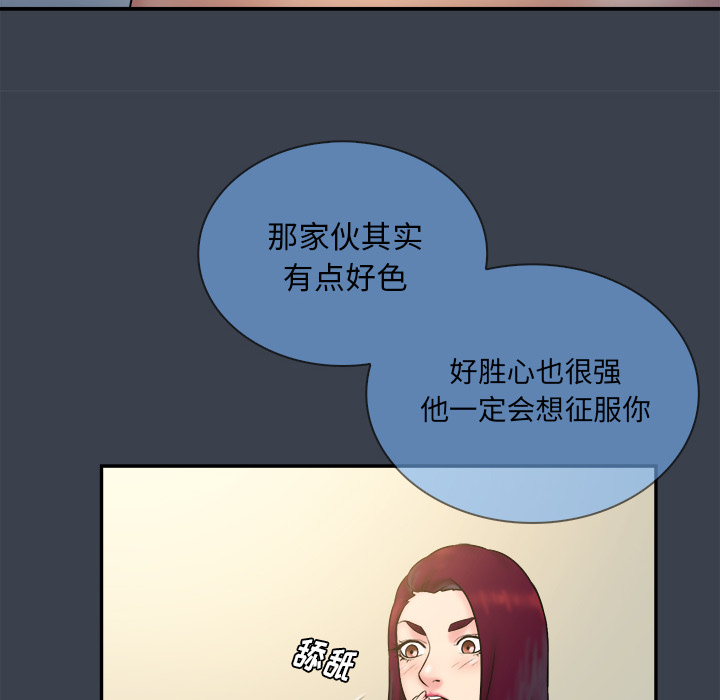 那家伙其实
有点好色
好胜心也很强
他一定会想征服你
舔舐